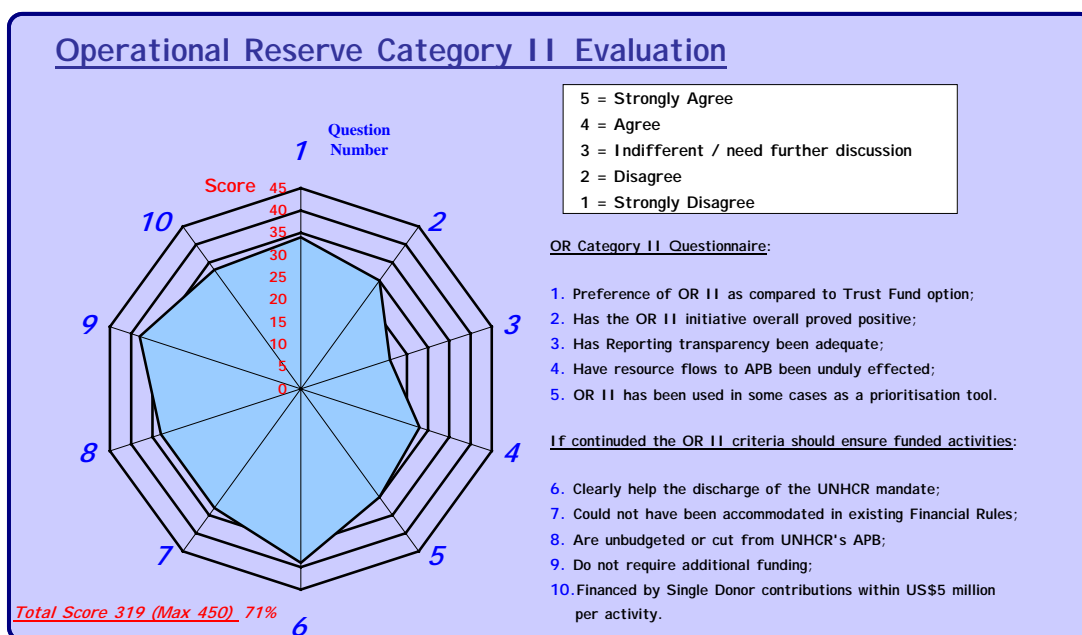 Operational Reserve Category II Evaluation
Question
Number
1
Score
45
40
35
30
25
20
15
10
5
0
2
3
4
5
6
7
8
9
10
Total Score 319 (Max 450) 71%
5 = Strongly Agree
4 = Agree
3 = Indifferent / need further discussion
2 = Disagree
1 = Strongly Disagree
OR Category II Questionnaire:
1. Preference of OR II as compared to Trust Fund option;
2. Has the OR II initiative overall proved positive;
3. Has Reporting transparency been adequate;
4. Have resource flows to APB been unduly effected;
5. OR II has been used in some cases as a prioritisation tool.
If continuded the OR II criteria should ensure funded activities:
6. Clearly help the discharge of the UNHCR mandate;
7. Could not have been accommodated in existing Financial Rules;
8. Are unbudgeted or cut from UNHCR's APB;
9. Do not require additional funding;
10.Financed by Single Donor contributions within US$5 million
per activity.